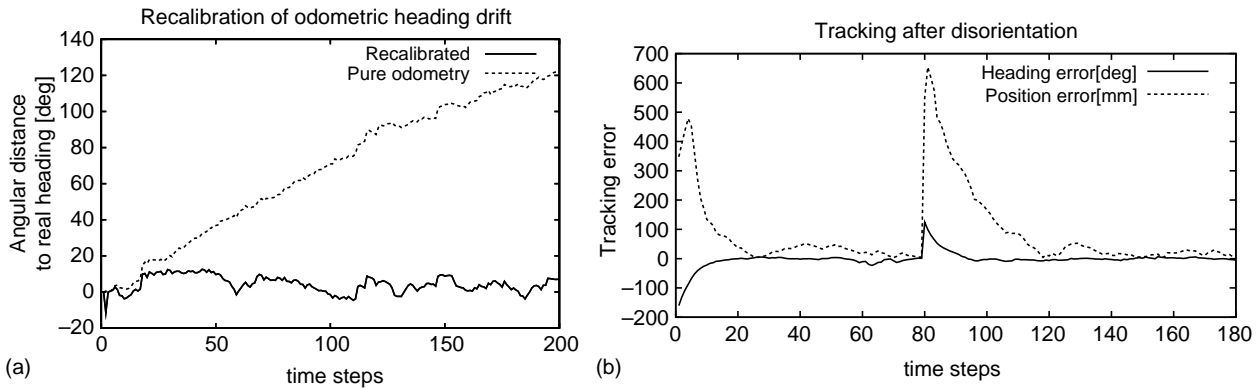 Recalibration of odometric heading drift
140
120
100
80
60
40
20
0
–20
Angular distance
to real heading [deg]
Recalibrated
Pure odometry
0
50
100
150
200
time steps
(a)
Tracking after disorientation
700
600
500
400
300
200
100
0
–100
–200
Tracking error
Heading error[deg]
Position error[mm]
0
20
40
60
80
100
120
140
160
180
time steps
(b)